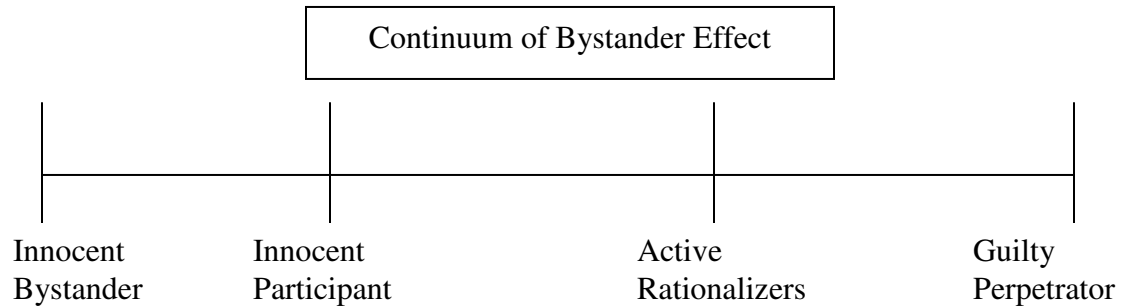 Continuum of Bystander Effect
Innocent Bystander
Innocent Participant
Active Rationalizers
Guilty Perpetrator